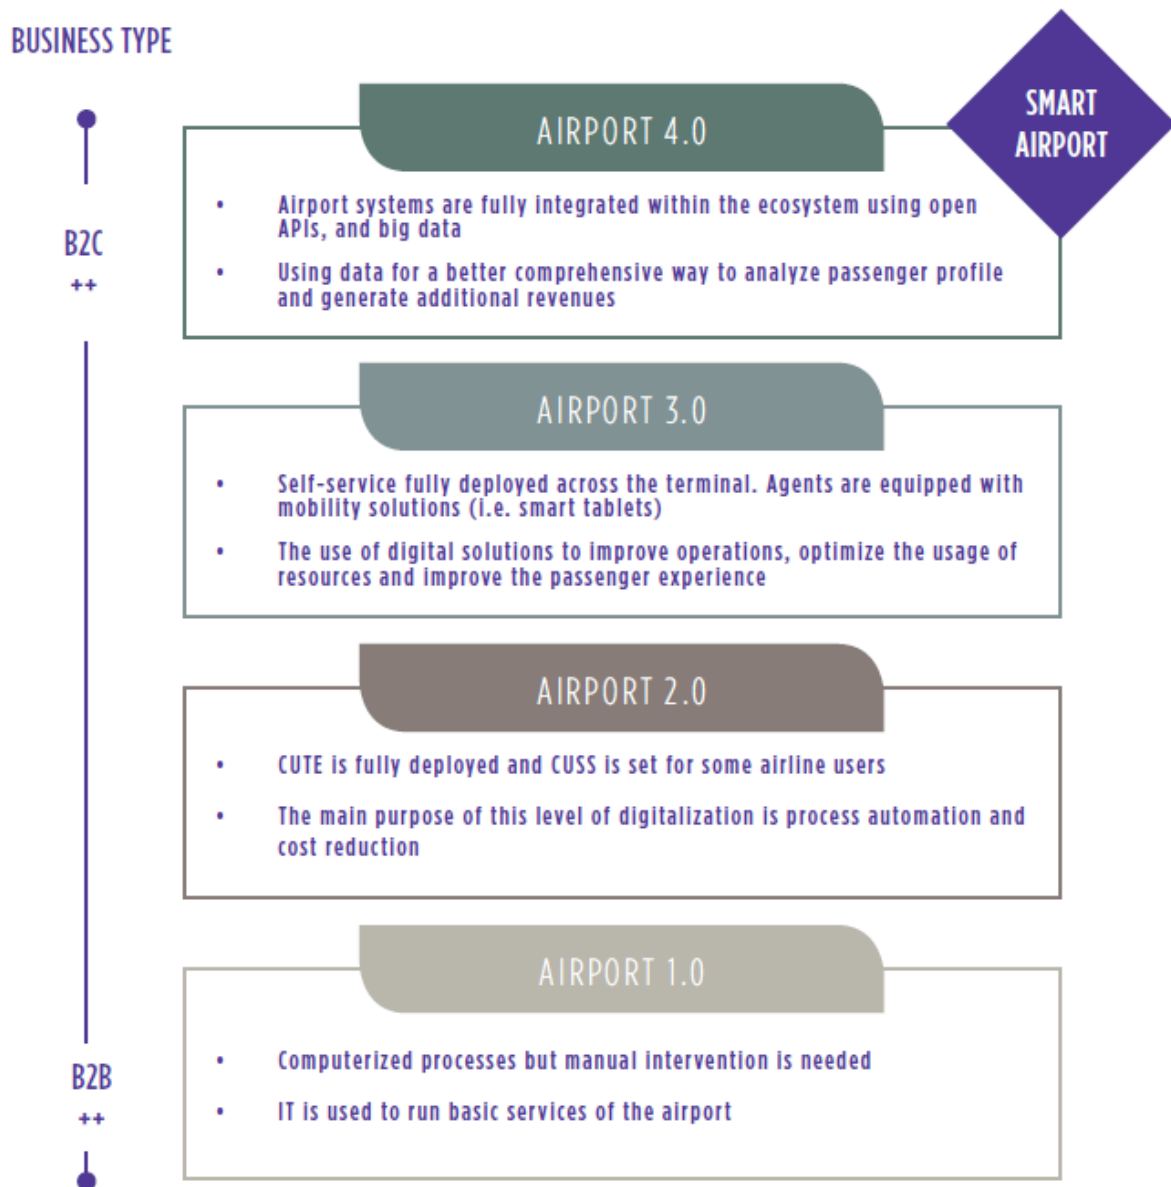 BUSINESS TYPE
SMART
AIRPORT
AIRPORT 4.0
• Airport systems are fully integrated within the ecosystem using open
APIs, and big data
• Using data for a better comprehensive way to analyze passenger profile
and generate additional revenues
B2C
++
AIRPORT 3.0
• Self-service fully deployed across the terminal. Agents are equipped with
mobility solutions (i.e. smart tablets)
• The use of digital solutions to improve operations, optimize the usage of
resources and improve the passenger experience
AIRPORT 2.0
• CUTE is fully deployed and CUSS is set for some airline users
• The main purpose of this level of digitalization is process automation and
cost reduction
AIRPORT 1.0
• Computerized processes but manual intervention is needed
• IT is used to run basic services of the airport
B2B
++